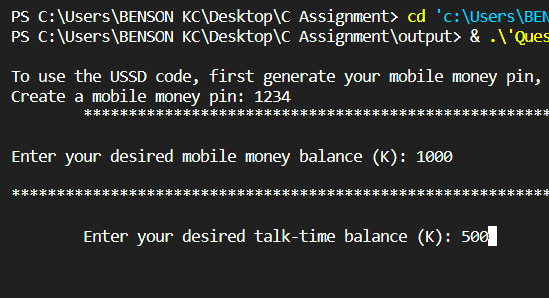 PS C:\Users\BENSON KC\Desktop\C Assignment> cd 'c:\Users\BEN
PS C:\Users\BENSON KC\Desktop\C Assignment\output> & .\'Ques
To use the USSD code, first generate your mobile money pin,
Create a mobile money pin: 1234
****************************************************
Enter your desired mobile money balance (K): 1000
************************************************************
Enter your desired talk-time balance (K): 500